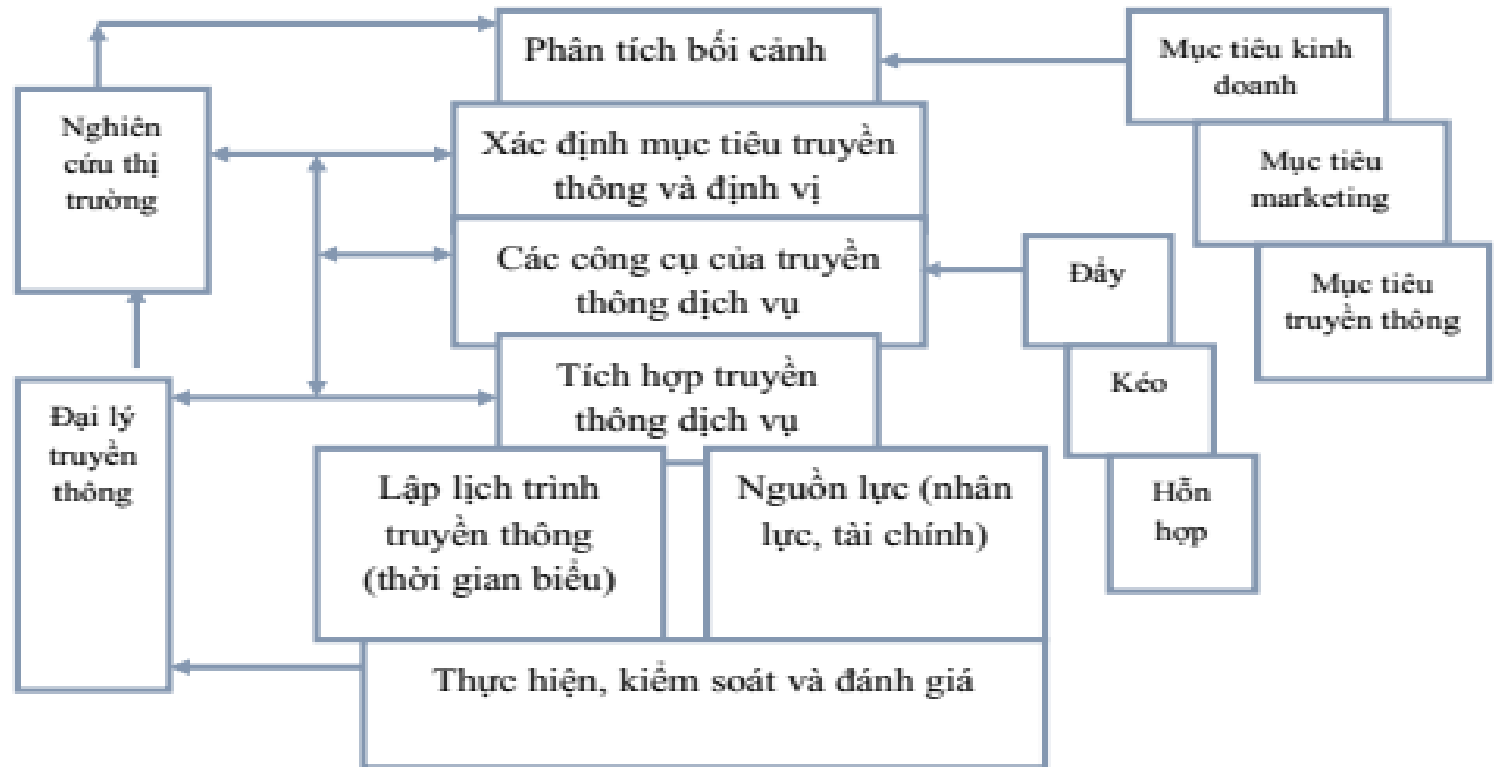 Phân tích bối cảnh
Mục tiêu kinh
doanh
Nghiên
cứu thị
trường
Xác định mục tiêu truyền
thông và định vị
Mục tiêu
marketing
Các công cụ của truyền
thông dịch vụ
Đẩy
Mục tiêu
truyền thông
Tích hợp truyền
thông dịch vụ
Kéo
Đại lý
truyền
thông
Lập lịch trình
truyền thông
(thời gian biểu)
Nguồn lực (nhân
lực, tài chính)
Hỗn
hợp
Thực hiện, kiểm soát và đánh giá